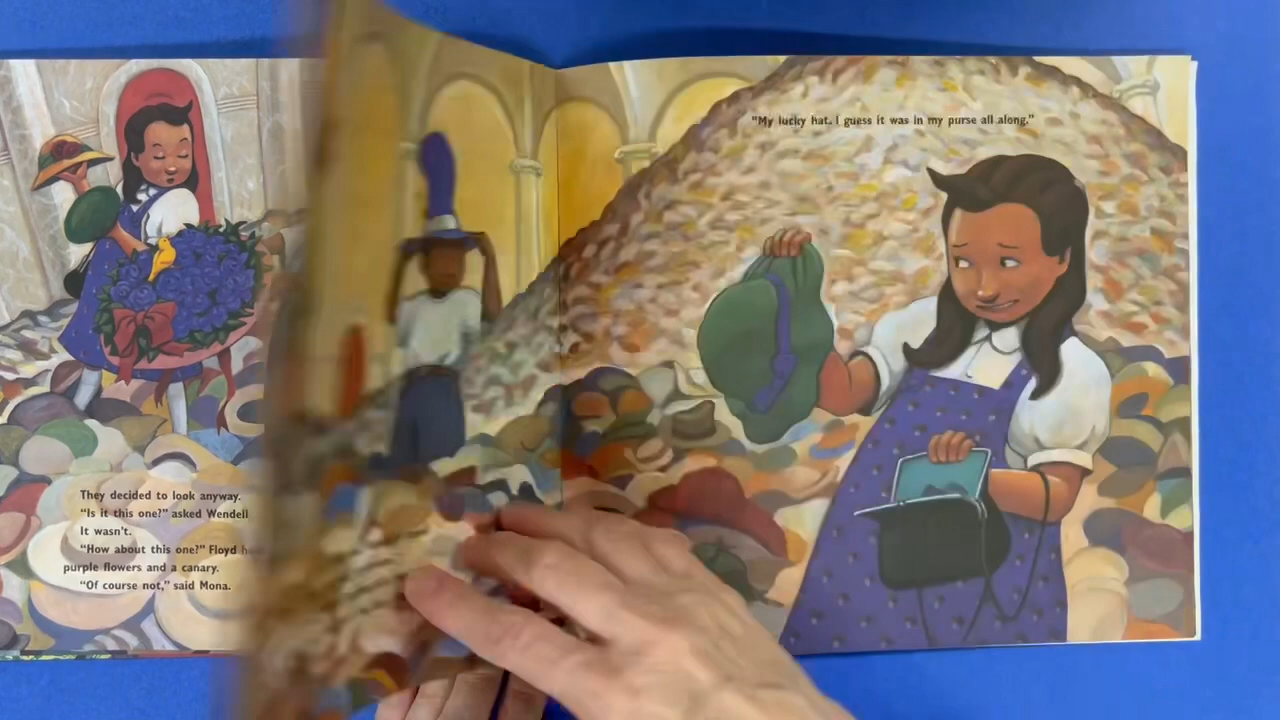 They decided to look anyway.
"Is it this one?" asked Wendell
It wasn't.
"How about this one?" Floyd
purple flowers and a canary.
"Of course not," said Mona.
"My lucky hat. I guess it was in my purse all along."